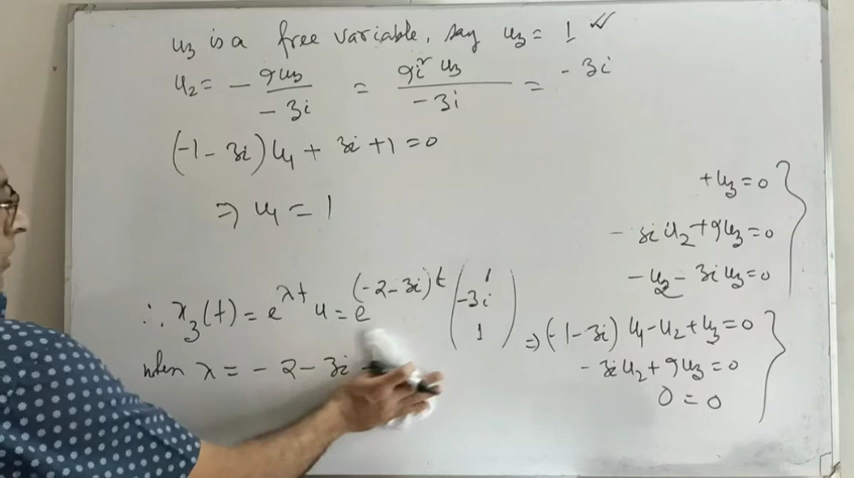 u₃ is a free variable, say u₃ = 1 ✓
u₂ = - 9u₃/-3i = 9i² u₃/-3i = -3i
(-1-3i)u₁ + 3i + 1 = 0
⇒ u₁ = 1
+u₃ = 0
- 3i u₂ + 9u₃ = 0
- u₂ - 3i u₃ = 0
∴ x₃(t) = e^{λt} u = e^{(-2-3i)t} (1, -3i, 1)
⇒ (-1-3i) u₁ - u₂ + u₃ = 0
- 3i u₂ + 9u₃ = 0
0 = 0
when λ = -2-3i